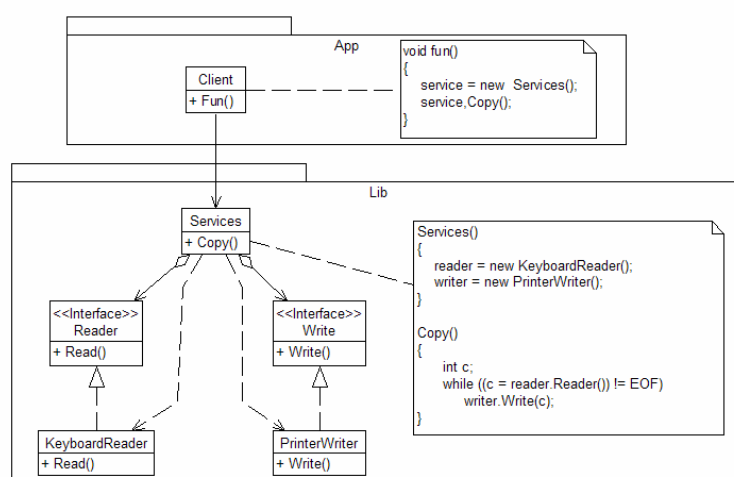 App
Client
+ Fun()
void fun()
{
service = new Services();
service,Copy();
}
Lib
Services
+ Copy()
Services()
{
reader = new KeyboardReader();
writer = new PrinterWriter();
}
Copy()
{
int c;
while ((c = reader.Reader()) != EOF)
writer.Write(c);
}
<<Interface>>
Reader
+ Read()
<<Interface>>
Write
+ Write()
KeyboardReader
+ Read()
PrinterWriter
+ Write()